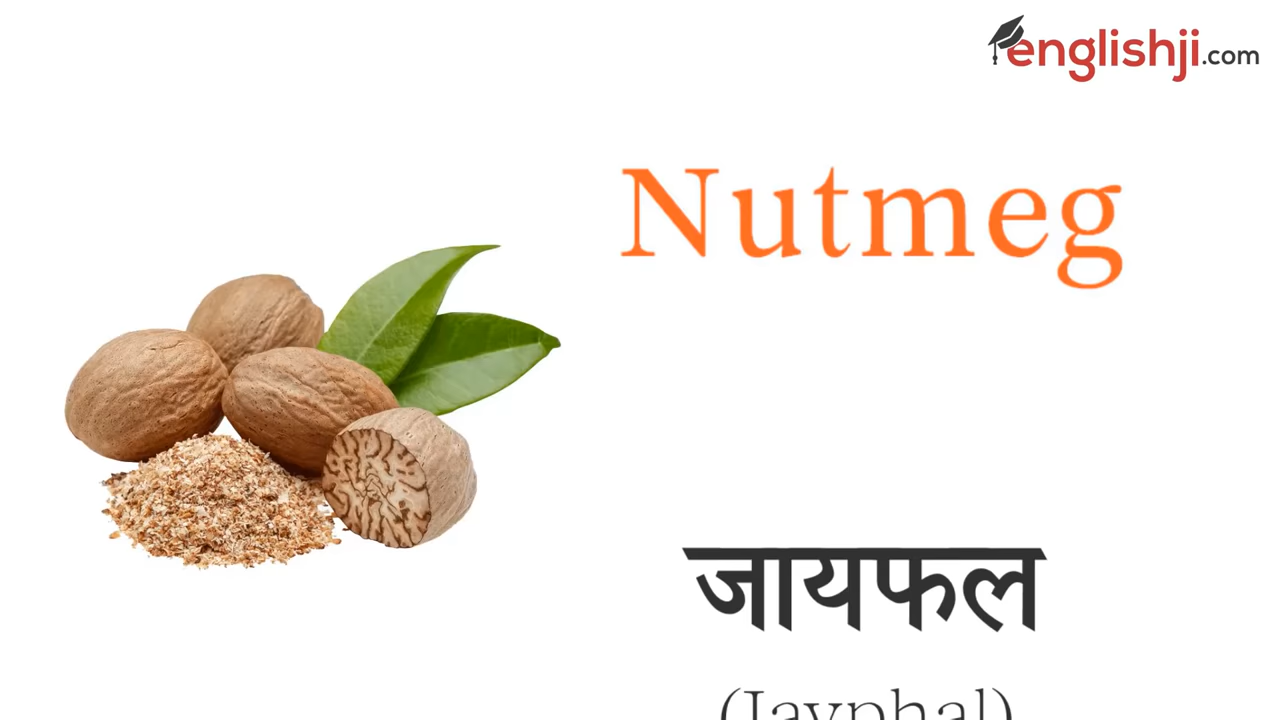 englishji.com
Nutmeg
जायफल
(Jayphal)